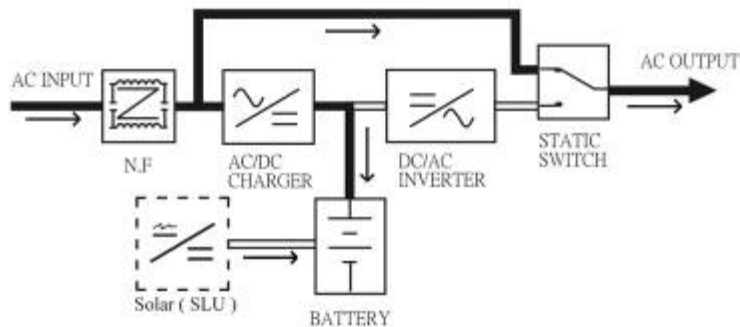 AC INPUT
AC OUTPUT
N.F
AC/DC
CHARGER
DC/AC
INVERTER
STATIC
SWITCH
Solar ( SLU )
BATTERY